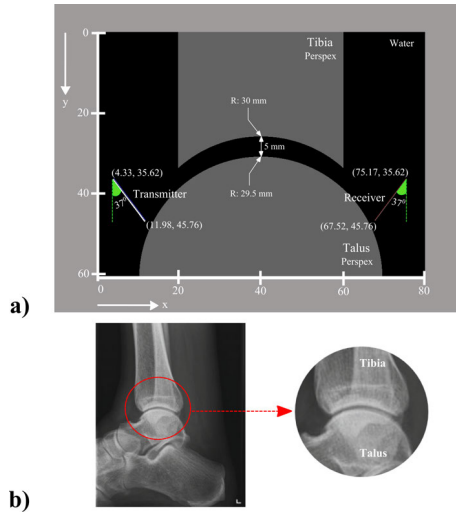 0
Tibia
Perspex
Water
y
R: 30 mm
20
5 mm
(4.33, 35.62)
(75.17, 35.62)
Transmitter
Receiver
R: 29.5 mm
40
37⁰
37⁰
(11.98, 45.76)
(67.52, 45.76)
Talus
Perspex
60
0
20
40
60
80
x
a)
Tibia
Talus
L
b)